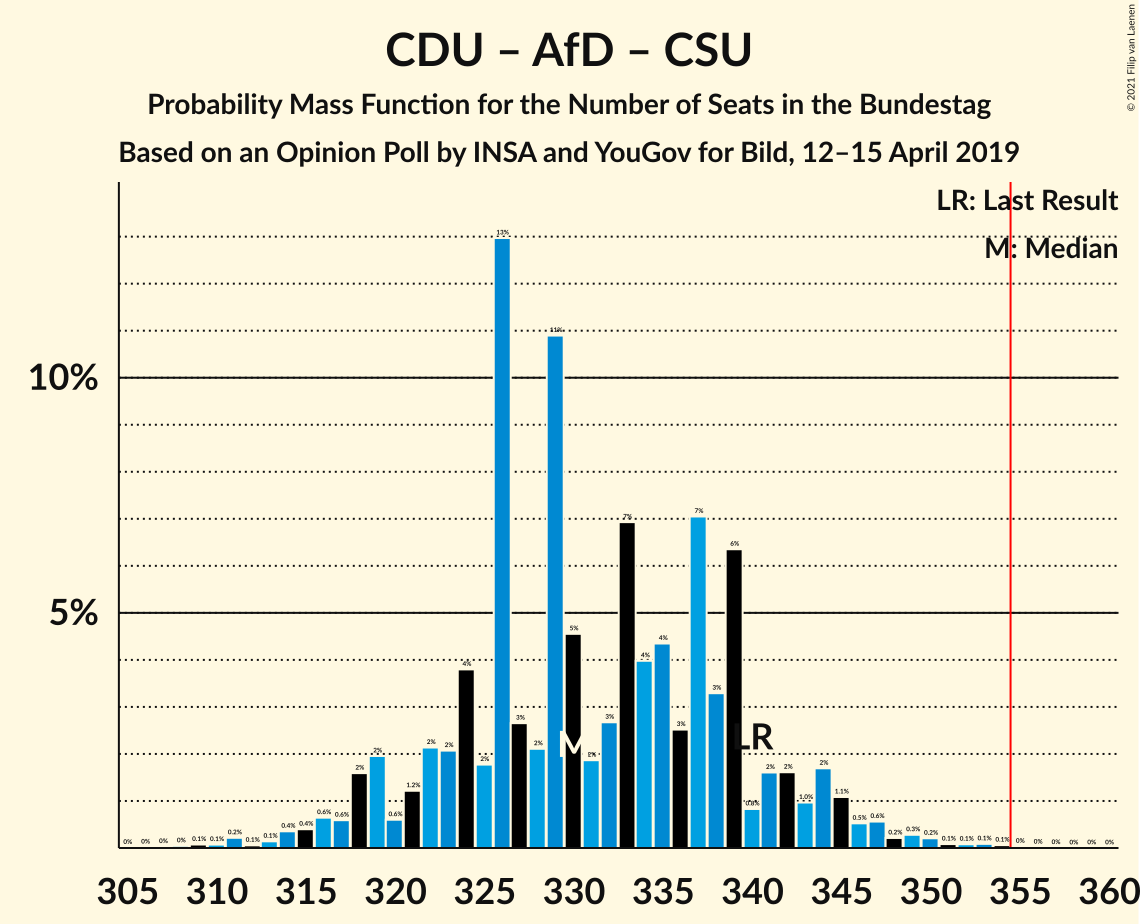 CDU – AfD – CSU
Probability Mass Function for the Number of Seats in the Bundestag
Based on an Opinion Poll by INSA and YouGov for Bild, 12–15 April 2019
© 2021 Filip van Laenen
LR: Last Result
M: Median
10%
5%
0% 0% 0% 0% 0.1% 0.1% 0.2% 0.1% 0.1% 0.4% 0.4% 0.6% 0.6% 2% 2% 0.6% 1.2% 2% 2% 4% 2% 13% 3% 2% 11% 5% 2% 3% 7% 4% 4% 3% 7% 3% 6% 0.8% 2% 2% 1.0% 2% 1.1% 0.5% 0.6% 0.2% 0.3% 0.2% 0.1% 0.1% 0.1% 0.1% 0% 0% 0% 0% 0% 0%
M
LR
305 310 315 320 325 330 335 340 345 350 355 360